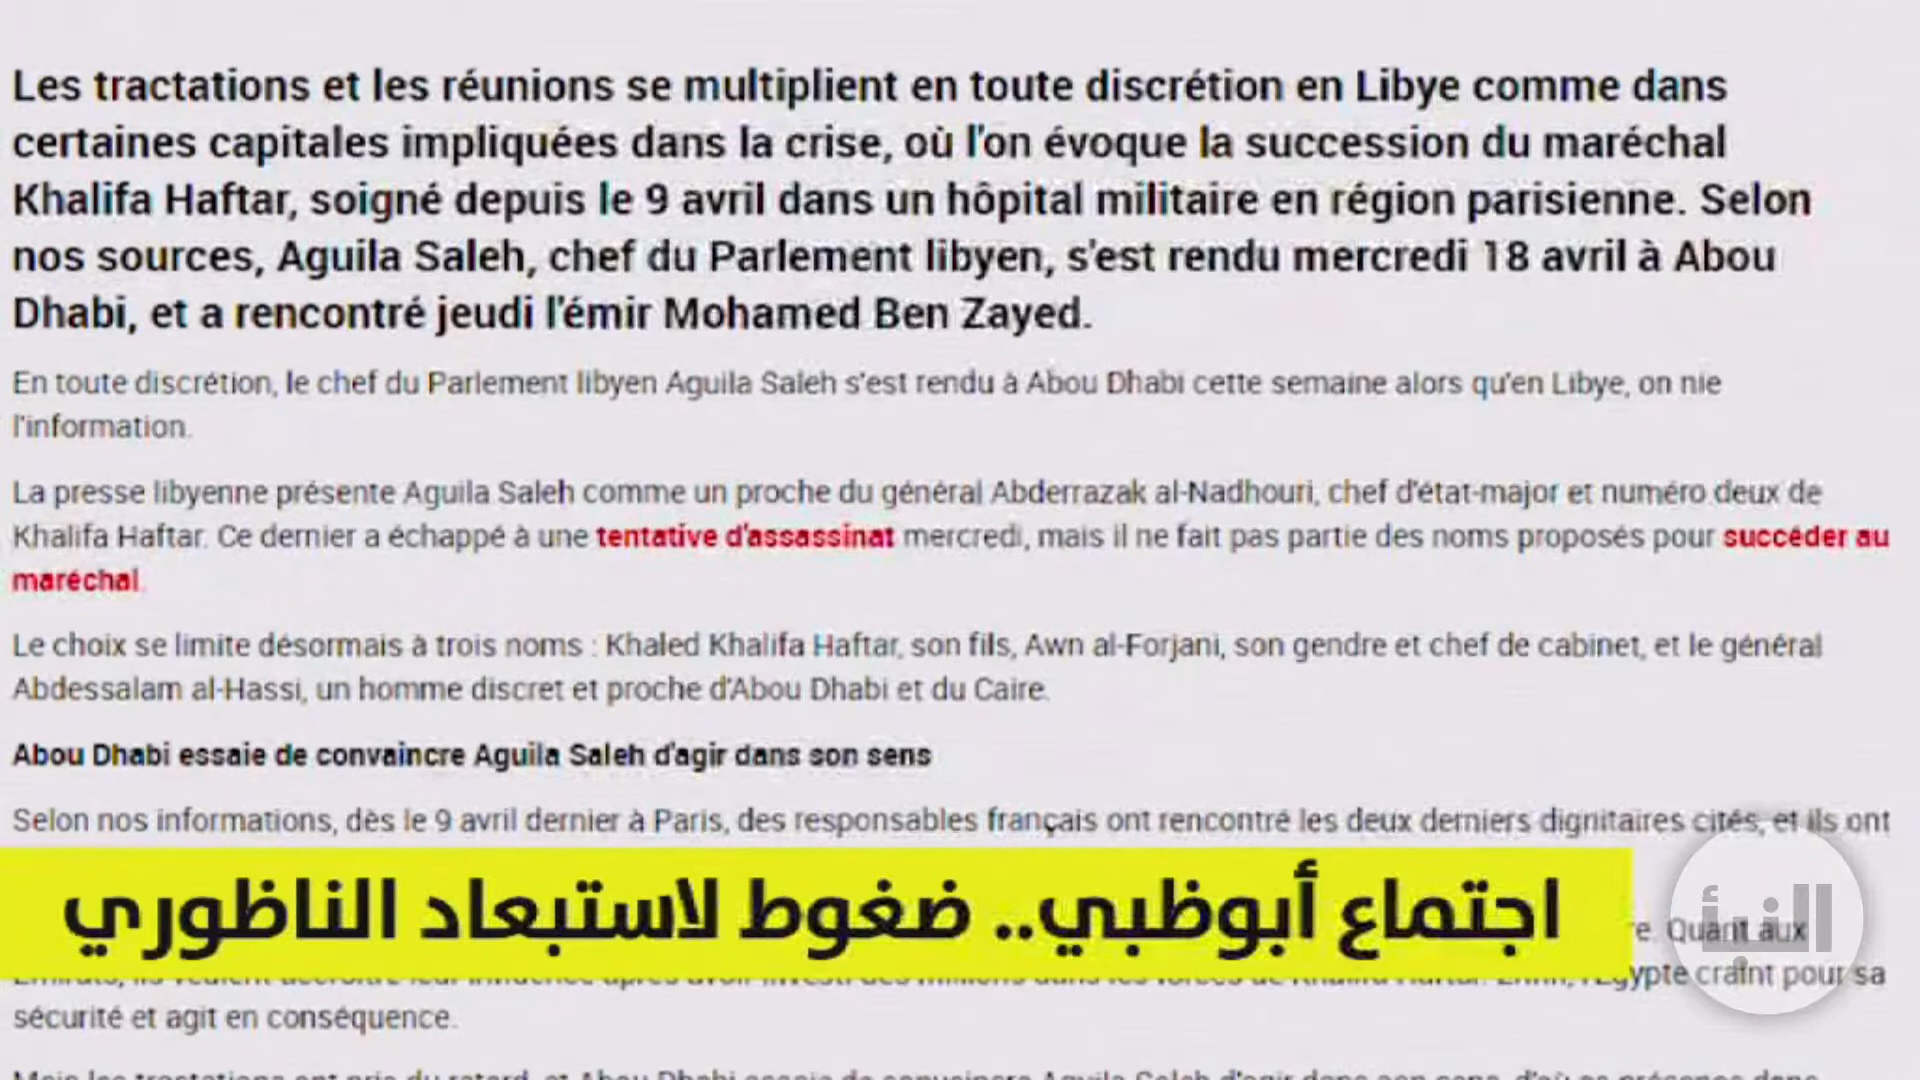 Les tractations et les réunions se multiplient en toute discrétion en Libye comme dans
certaines capitales impliquées dans la crise, où l'on évoque la succession du maréchal
Khalifa Haftar, soigné depuis le 9 avril dans un hôpital militaire en région parisienne. Selon
nos sources, Aguila Saleh, chef du Parlement libyen, s'est rendu mercredi 18 avril à Abou
Dhabi, et a rencontré jeudi l'émir Mohamed Ben Zayed.
En toute discrétion, le chef du Parlement libyen Aguila Saleh s'est rendu à Abou Dhabi cette semaine alors qu'en Libye, on nie
l'information.
La presse libyenne présente Aguila Saleh comme un proche du général Abderrazak al-Nadhouri, chef d'état-major et numéro deux de
Khalifa Haftar. Ce dernier a échappé à une tentative d'assassinat mercredi, mais il ne fait pas partie des noms proposés pour succéder au
maréchal.
Le choix se limite désormais à trois noms : Khaled Khalifa Haftar, son fils, Awn al-Forjani, son gendre et chef de cabinet, et le général
Abdessalam al-Hassi, un homme discret et proche d'Abou Dhabi et du Caire.
Abou Dhabi essaie de convaincre Aguila Saleh d'agir dans son sens
Selon nos informations, dès le 9 avril dernier à Paris, des responsables français ont rencontré les deux derniers dignitaires cités, et ils ont
اجتماع أبوظبي.. ضغوط لاستبعاد الناظوري
النبأ
Quant aux
craint pour sa
sécurité et agit en conséquence.